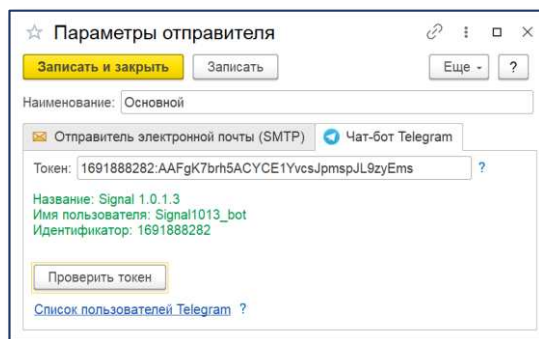 Параметры отправителя
Записать и закрыть Записать Еще ?
Наименование: Основной
Отправитель электронной почты (SMTP) Чат-бот Telegram
Токен: 1691888282:AAFgK7brh5ACYCE1YvcsJpmspJL9zyEms ?
Название: Signal 1.0.1.3
Имя пользователя: Signal1013_bot
Идентификатор: 1691888282
Проверить токен
Список пользователей Telegram ?